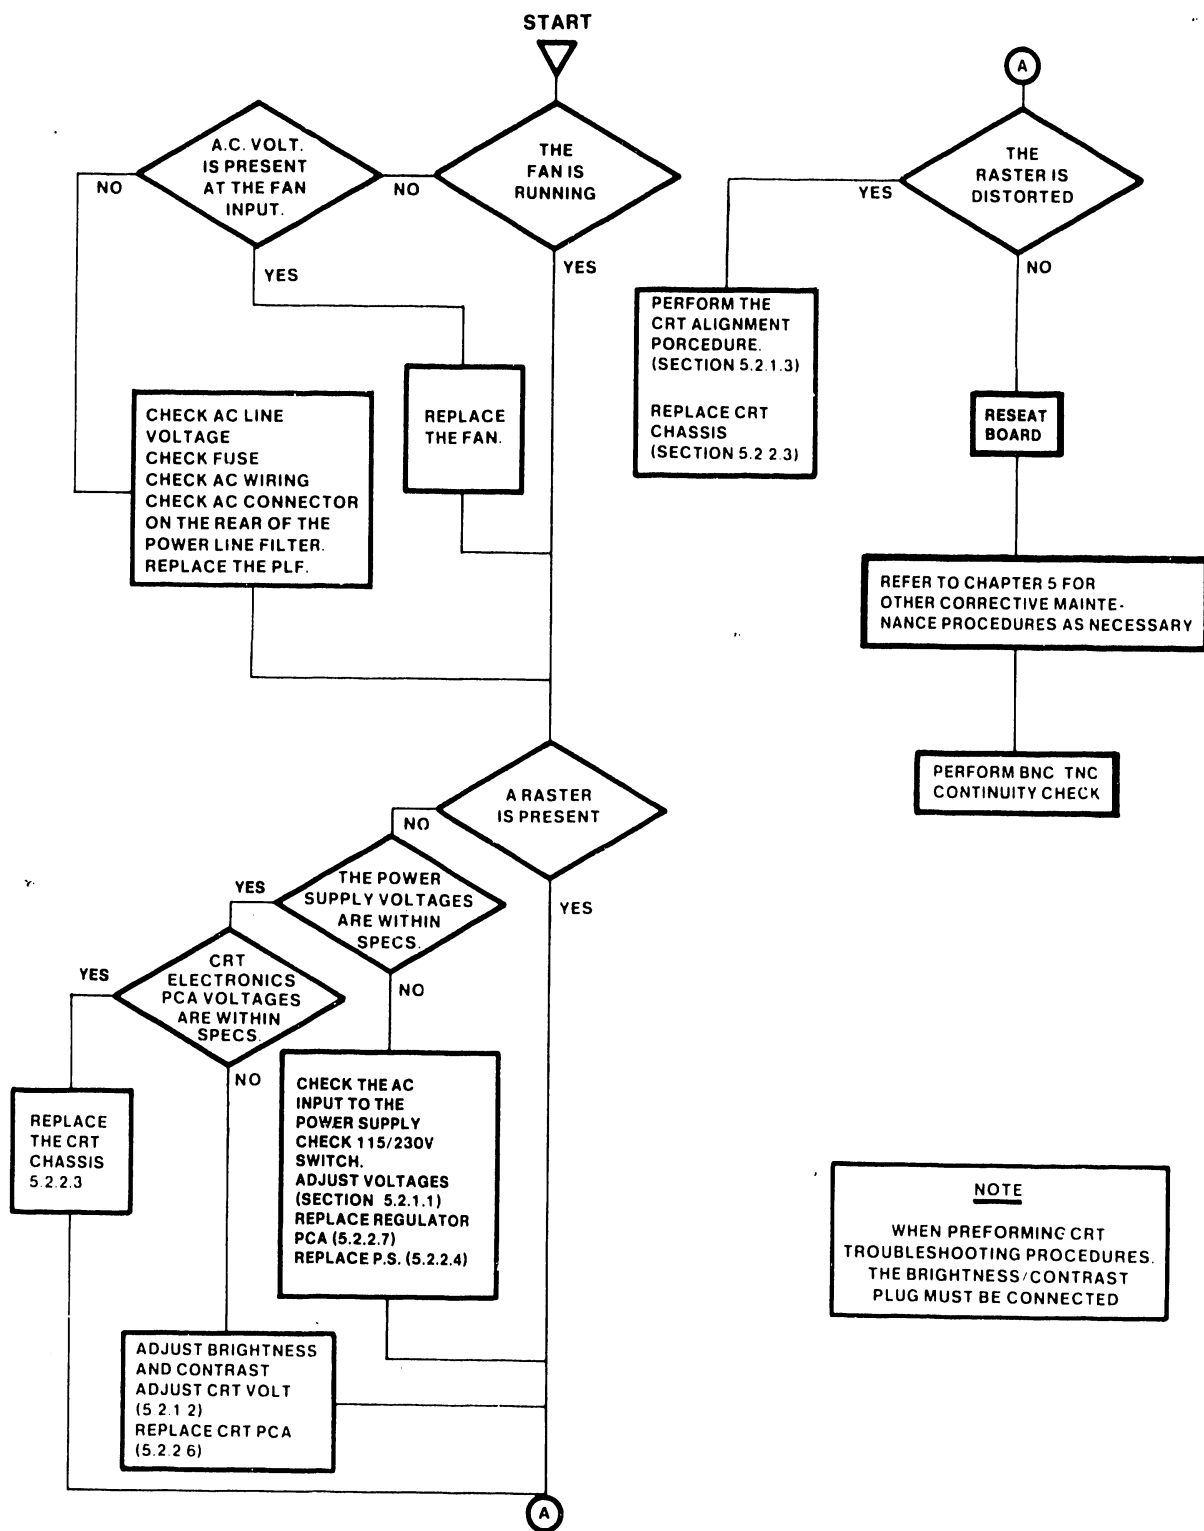 START
THE
FAN IS
RUNNING
NO
YES
A.C. VOLT.
IS PRESENT
AT THE FAN
INPUT.
NO
YES
REPLACE
THE FAN.
CHECK AC LINE
VOLTAGE
CHECK FUSE
CHECK AC WIRING
CHECK AC CONNECTOR
ON THE REAR OF THE
POWER LINE FILTER.
REPLACE THE PLF.
A RASTER
IS PRESENT
NO
YES
THE POWER
SUPPLY VOLTAGES
ARE WITHIN
SPECS.
YES
NO
CRT
ELECTRONICS
PCA VOLTAGES
ARE WITHIN
SPECS.
YES
NO
REPLACE
THE CRT
CHASSIS
5.2.2.3
CHECK THE AC
INPUT TO THE
POWER SUPPLY
CHECK 115/230V
SWITCH.
ADJUST VOLTAGES
(SECTION 5.2.1.1)
REPLACE REGULATOR
PCA (5.2.2.7)
REPLACE P.S. (5.2.2.4)
ADJUST BRIGHTNESS
AND CONTRAST
ADJUST CRT VOLT
(5.2.1 2)
REPLACE CRT PCA
(5.2.2 6)
A
A
THE
RASTER IS
DISTORTED
YES
NO
PERFORM THE
CRT ALIGNMENT
PORCEDURE.
(SECTION 5.2.1.3)
REPLACE CRT
CHASSIS
(SECTION 5.2 2.3)
RESEAT
BOARD
REFER TO CHAPTER 5 FOR
OTHER CORRECTIVE MAINTE-
NANCE PROCEDURES AS NECESSARY
PERFORM BNC TNC
CONTINUITY CHECK
NOTE
WHEN PREFORMING CRT
TROUBLESHOOTING PROCEDURES.
THE BRIGHTNESS/CONTRAST
PLUG MUST BE CONNECTED